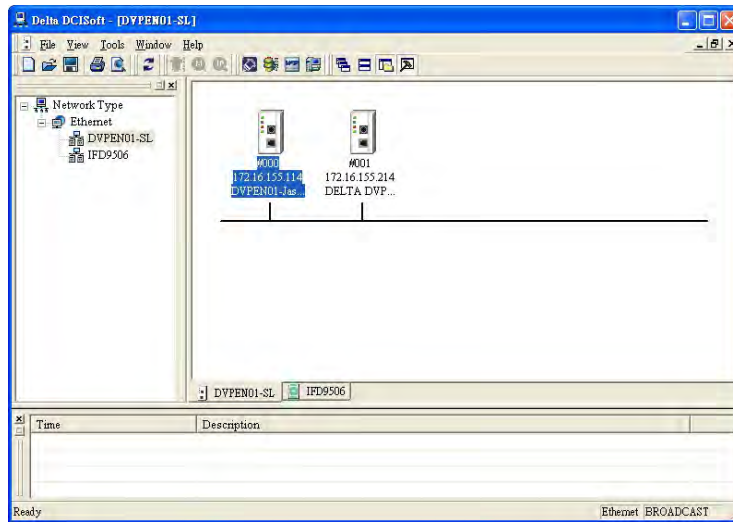 Delta DCISoft - [DVPEN01-SL]
File View Tools Window Help
Network Type
Ethernet
DVPEN01-SL
IFD9506
#000
172.16.155.114
DVPEN01-Jas...
#001
172.16.155.214
DELTA DVP...
DVPEN01-SL IFD9506
Time Description
Ready Ethernet BROADCAST